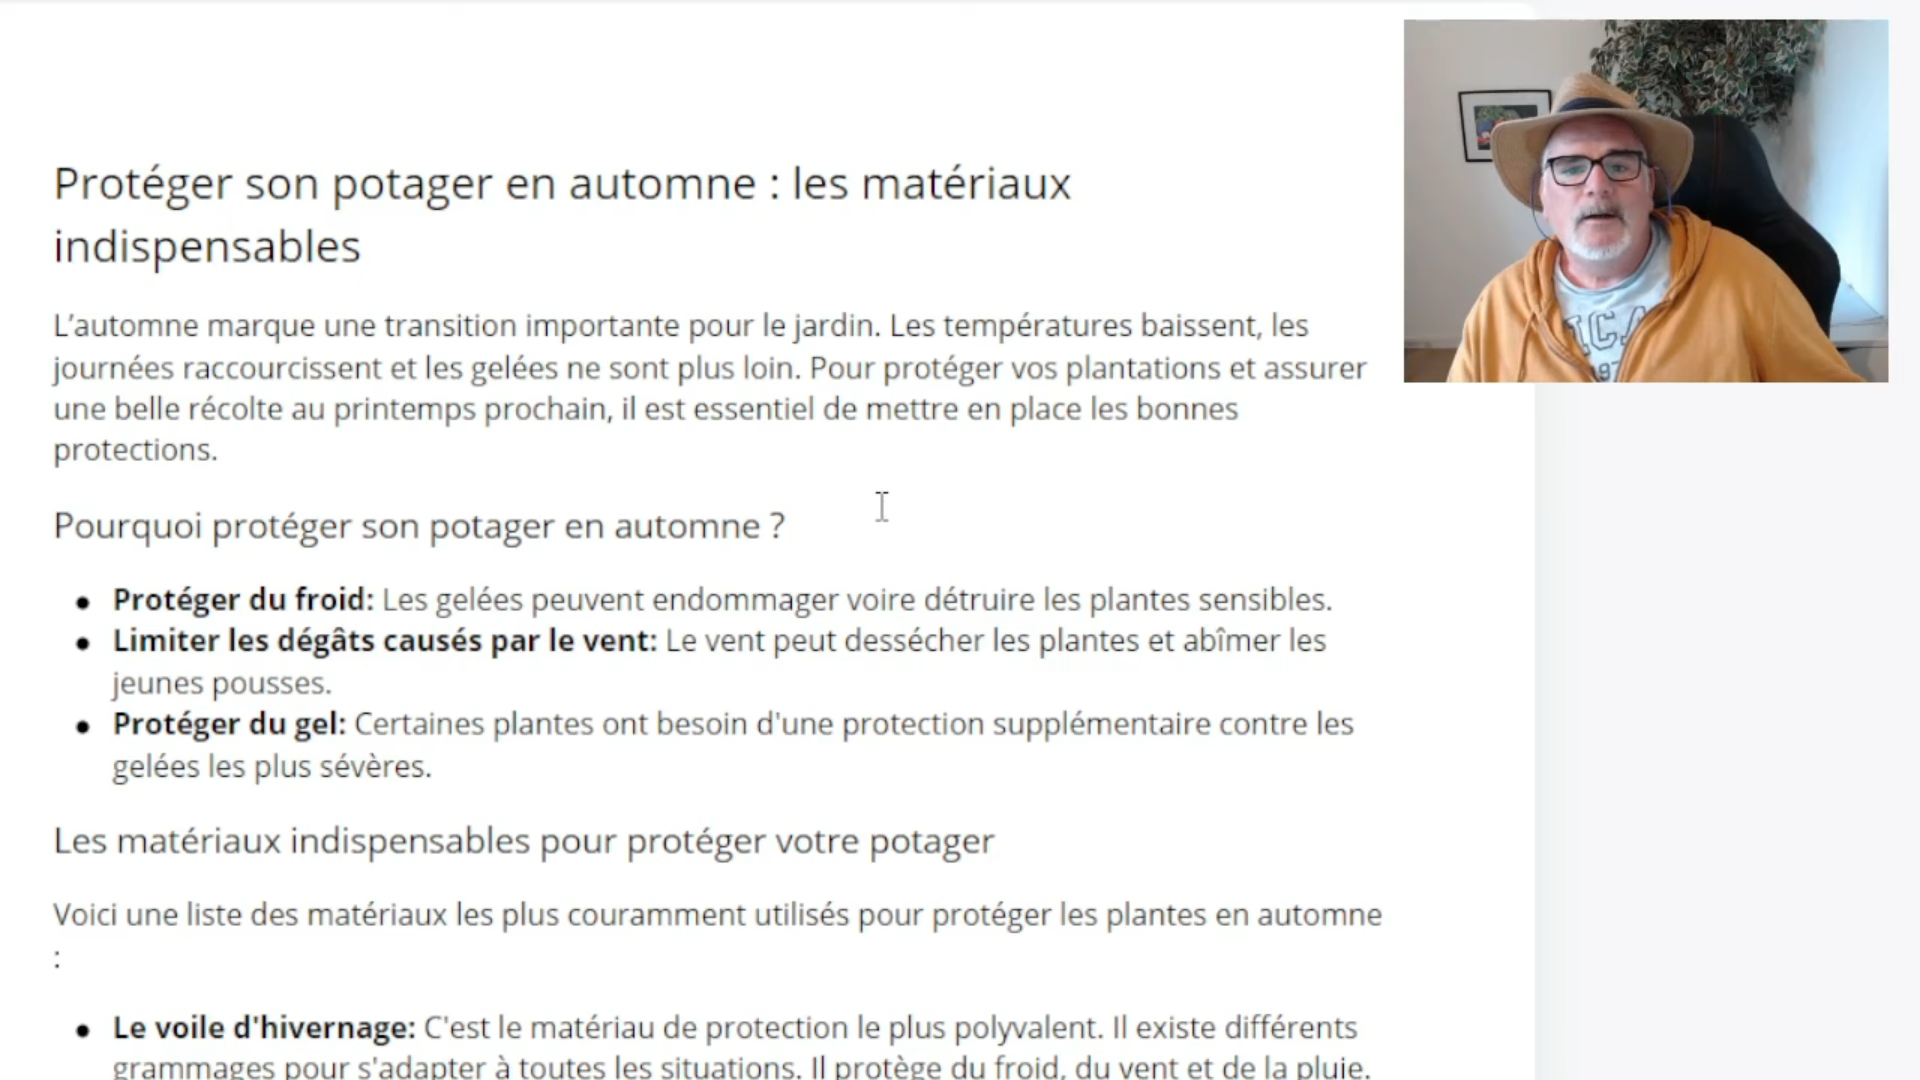 Protéger son potager en automne : les matériaux
indispensables
L’automne marque une transition importante pour le jardin. Les températures baissent, les
journées raccourcissent et les gelées ne sont plus loin. Pour protéger vos plantations et assurer
une belle récolte au printemps prochain, il est essentiel de mettre en place les bonnes
protections.
Pourquoi protéger son potager en automne ?
● Protéger du froid: Les gelées peuvent endommager voire détruire les plantes sensibles.
● Limiter les dégâts causés par le vent: Le vent peut dessécher les plantes et abîmer les
jeunes pousses.
● Protéger du gel: Certaines plantes ont besoin d'une protection supplémentaire contre les
gelées les plus sévères.
Les matériaux indispensables pour protéger votre potager
Voici une liste des matériaux les plus couramment utilisés pour protéger les plantes en automne
:
● Le voile d'hivernage: C'est le matériau de protection le plus polyvalent. Il existe différents
grammages pour s'adapter à toutes les situations. Il protège du froid, du vent et de la pluie.